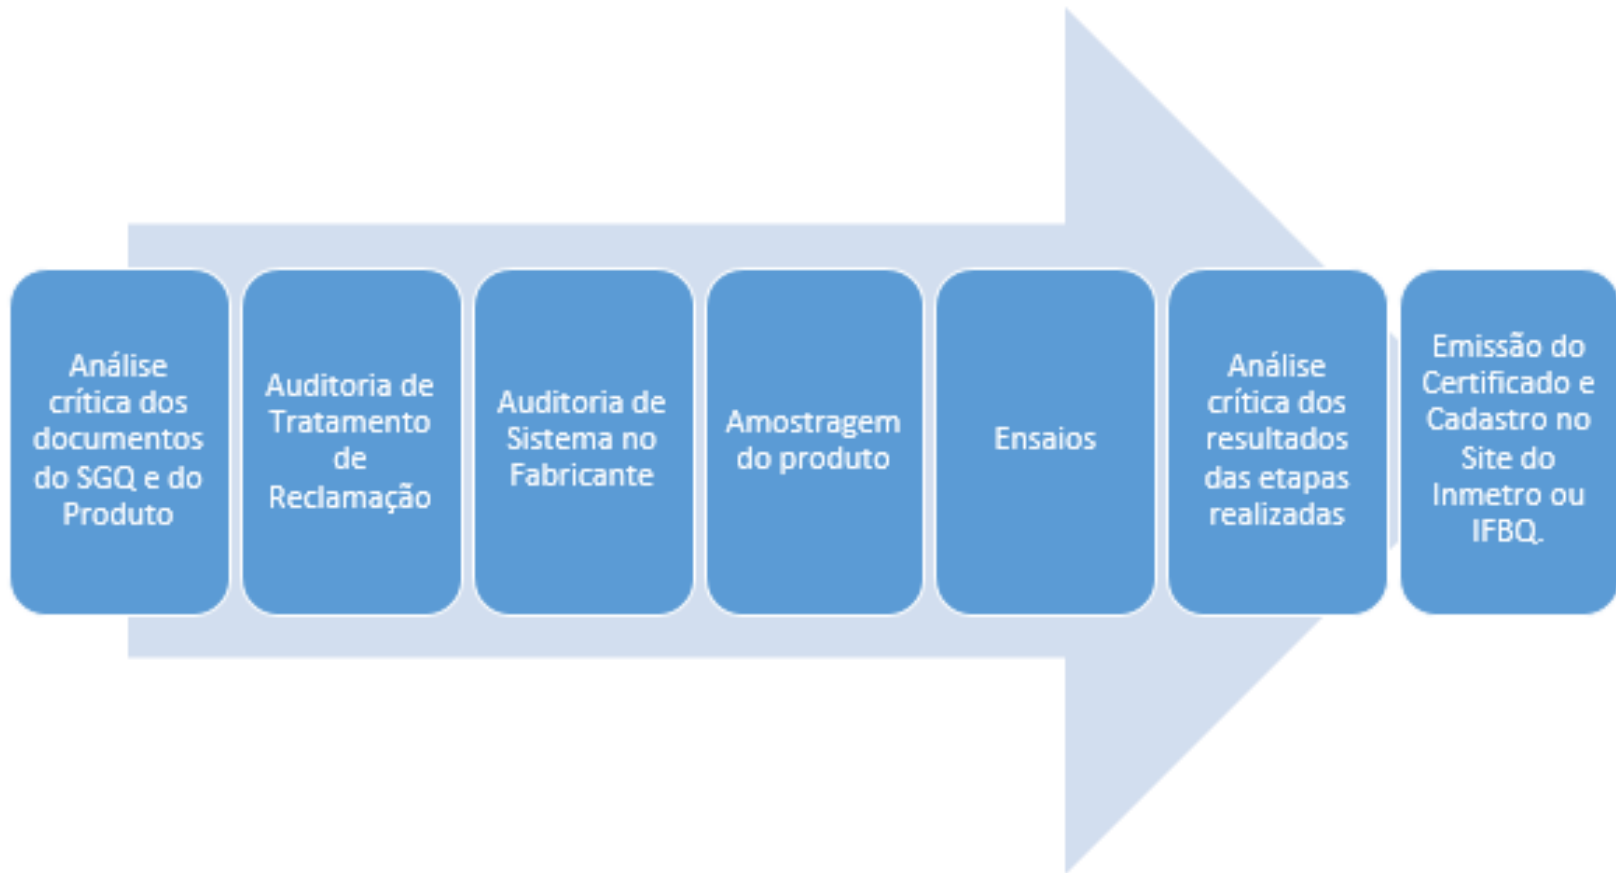 Análise
crítica dos
documentos
do SGQ e do
Produto
Auditoria de
Tratamento
de
Reclamação
Auditoria de
Sistema no
Fabricante
Amostragem
do produto
Ensaios
Análise
crítica dos
resultados
das etapas
realizadas
Emissão do
Certificado e
Cadastro no
Site do
Inmetro ou
IFBQ.